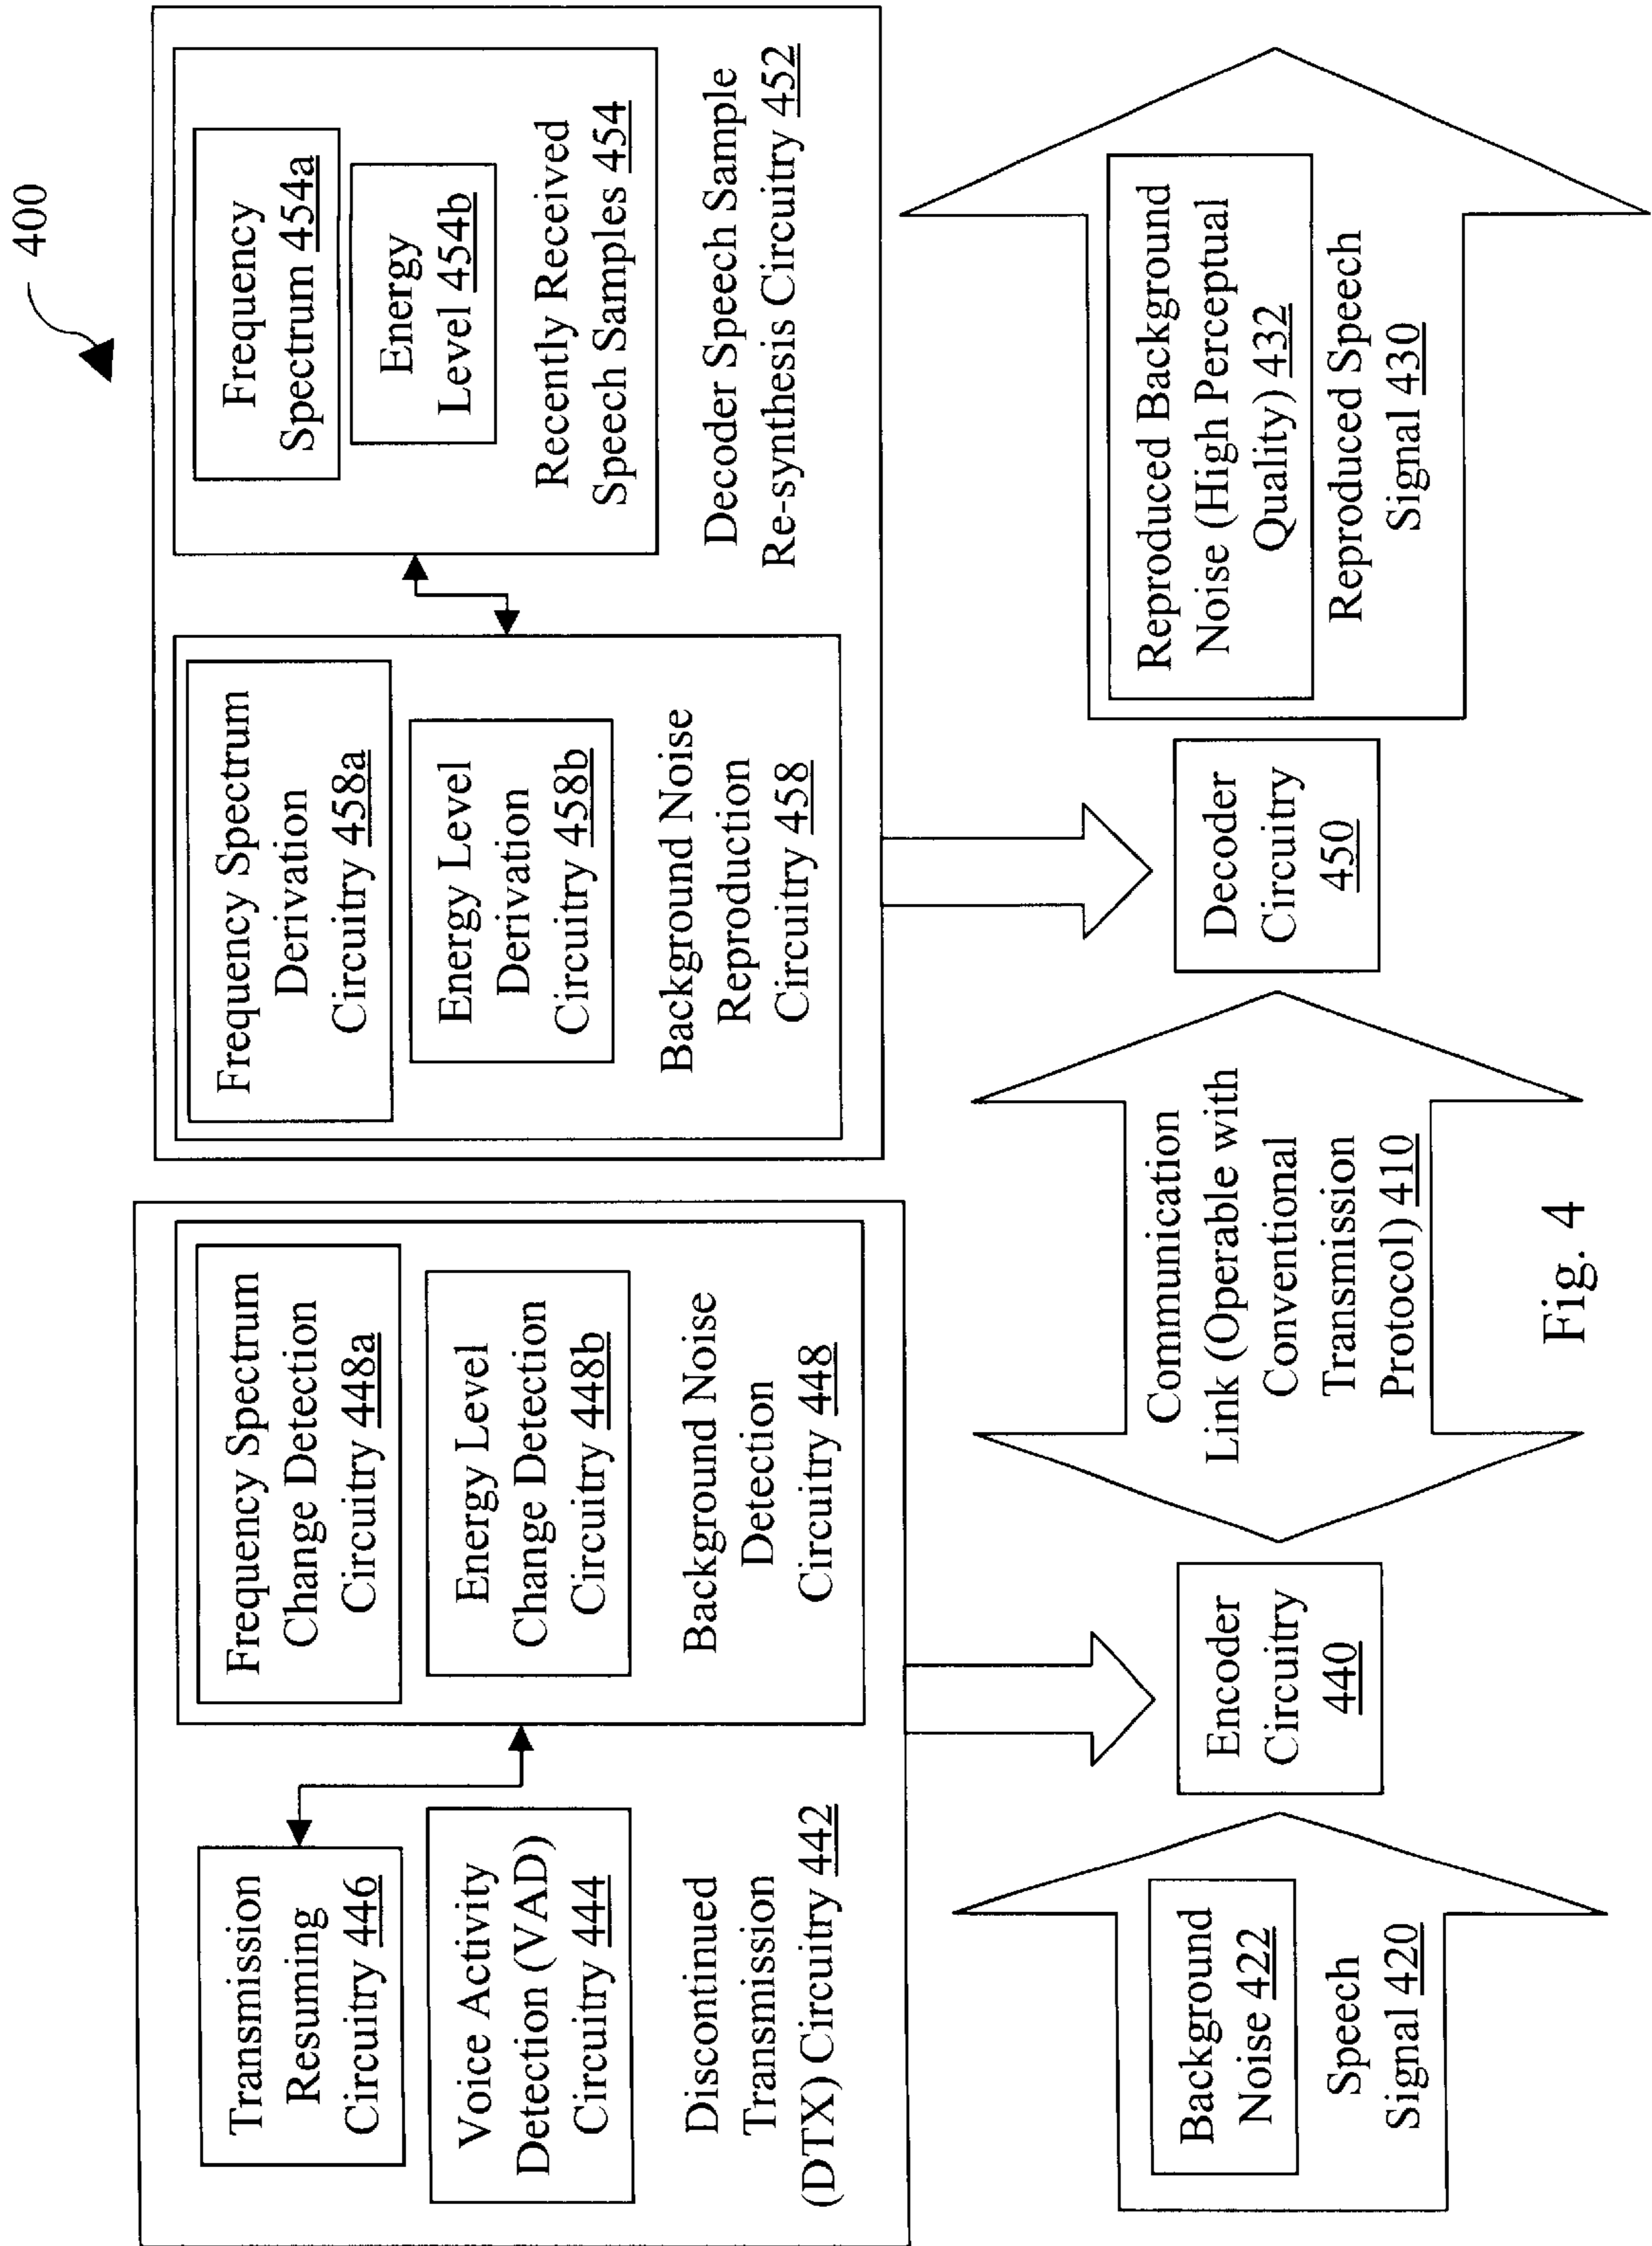 400
Transmission
Resuming
Circuitry 446
Voice Activity
Detection (VAD)
Circuitry 444
Discontinued
Transmission
(DTX) Circuitry 442
Frequency Spectrum
Change Detection
Circuitry 448a
Energy Level
Change Detection
Circuitry 448b
Background Noise
Detection
Circuitry 448
Frequency Spectrum
Derivation
Circuitry 458a
Energy Level
Derivation
Circuitry 458b
Background Noise
Reproduction
Circuitry 458
Frequency
Spectrum 454a
Energy
Level 454b
Recently Received
Speech Samples 454
Decoder Speech Sample
Re-synthesis Circuitry 452
Background
Noise 422
Speech
Signal 420
Encoder
Circuitry
440
Communication
Link (Operable with
Conventional
Transmission
Protocol) 410
Decoder
Circuitry
450
Reproduced Background
Noise (High Perceptual
Quality) 432
Reproduced Speech
Signal 430
Fig. 4